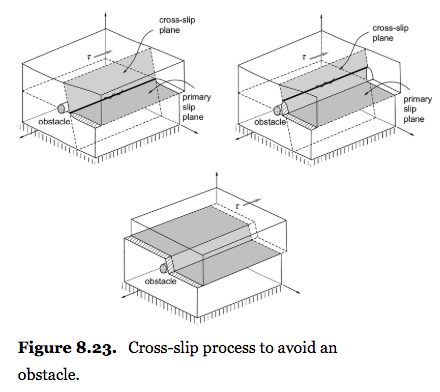 cross-slip
plane
τ
primary
slip
plane
obstacle
cross-slip
plane
τ
primary
slip
plane
obstacle
τ
obstacle
Figure 8.23. Cross-slip process to avoid an
obstacle.